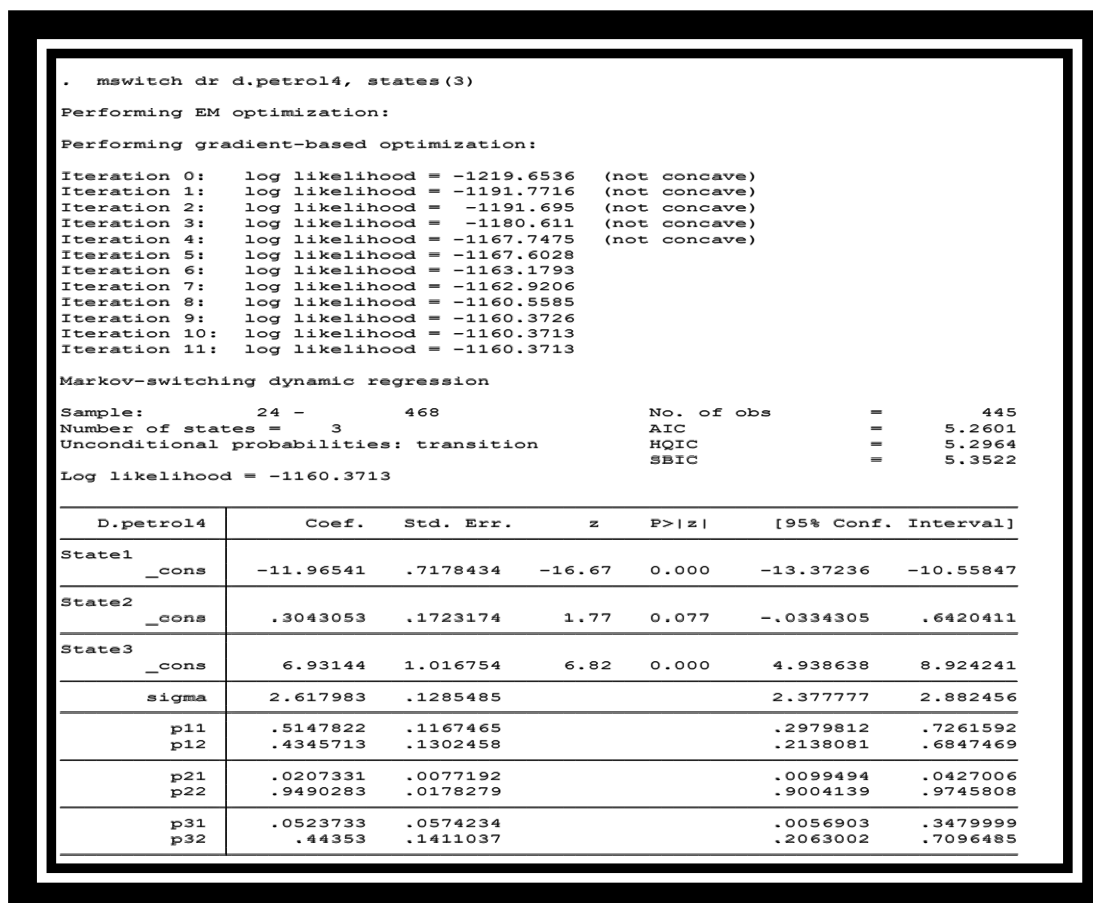 .  mswitch dr d.petrol4, states(3)
Performing EM optimization:
Performing gradient-based optimization:
Iteration 0:   log likelihood = -1219.6536  (not concave)
Iteration 1:   log likelihood = -1191.7716  (not concave)
Iteration 2:   log likelihood =  -1191.695  (not concave)
Iteration 3:   log likelihood =  -1180.611  (not concave)
Iteration 4:   log likelihood = -1167.7475  (not concave)
Iteration 5:   log likelihood = -1167.6028
Iteration 6:   log likelihood = -1163.1793
Iteration 7:   log likelihood = -1162.9206
Iteration 8:   log likelihood = -1160.5585
Iteration 9:   log likelihood = -1160.3726
Iteration 10:  log likelihood = -1160.3713
Iteration 11:  log likelihood = -1160.3713
Markov-switching dynamic regression
Sample: 24 - 468 No. of obs = 445
Number of states = 3 AIC = 5.2601
Unconditional probabilities: transition HQIC = 5.2964
SBIC = 5.3522
Log likelihood = -1160.3713
D.petrol4 Coef. Std. Err. z P>|z| [95% Conf. Interval]
State1
_cons -11.96541 .7178434 -16.67 0.000 -13.37236 -10.55847
State2
_cons .3043053 .1723174 1.77 0.077 -.0334305 .6420411
State3
_cons 6.93144 1.016754 6.82 0.000 4.938638 8.924241
sigma 2.617983 .1285485 2.377777 2.882456
p11 .5147822 .1167465 .2979812 .7261592
p12 .4345713 .1302458 .2138081 .6847469
p21 .0207331 .0077192 .0099494 .0427006
p22 .9490283 .0178279 .9004139 .9745808
p31 .0523733 .0574234 .0056903 .3479999
p32 .44353 .1411037 .2063002 .7096485